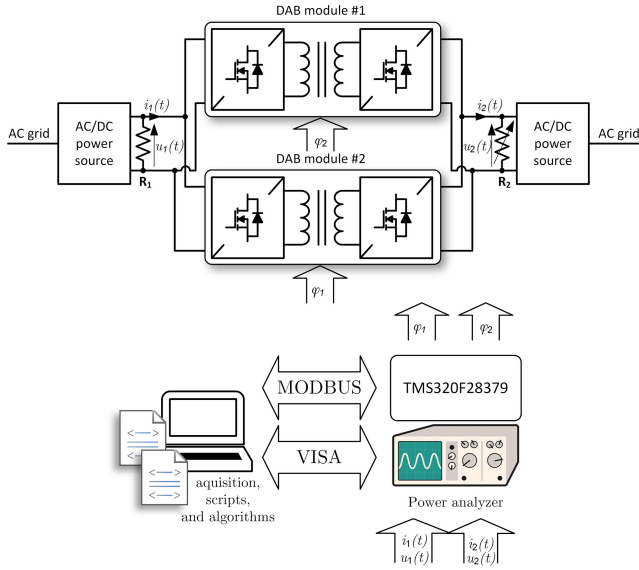 DAB module #1
i1(t)
i2(t)
AC grid
AC/DC
power
source
u1(t)
R1
φ2
u2(t)
R2
AC/DC
power
source
AC grid
DAB module #2
φ1
φ1
φ2
MODBUS
TMS320F28379
<-->
<-->
VISA
aquisition,
scripts,
and algorithms
Power analyzer
i1(t)
u1(t)
i2(t)
u2(t)